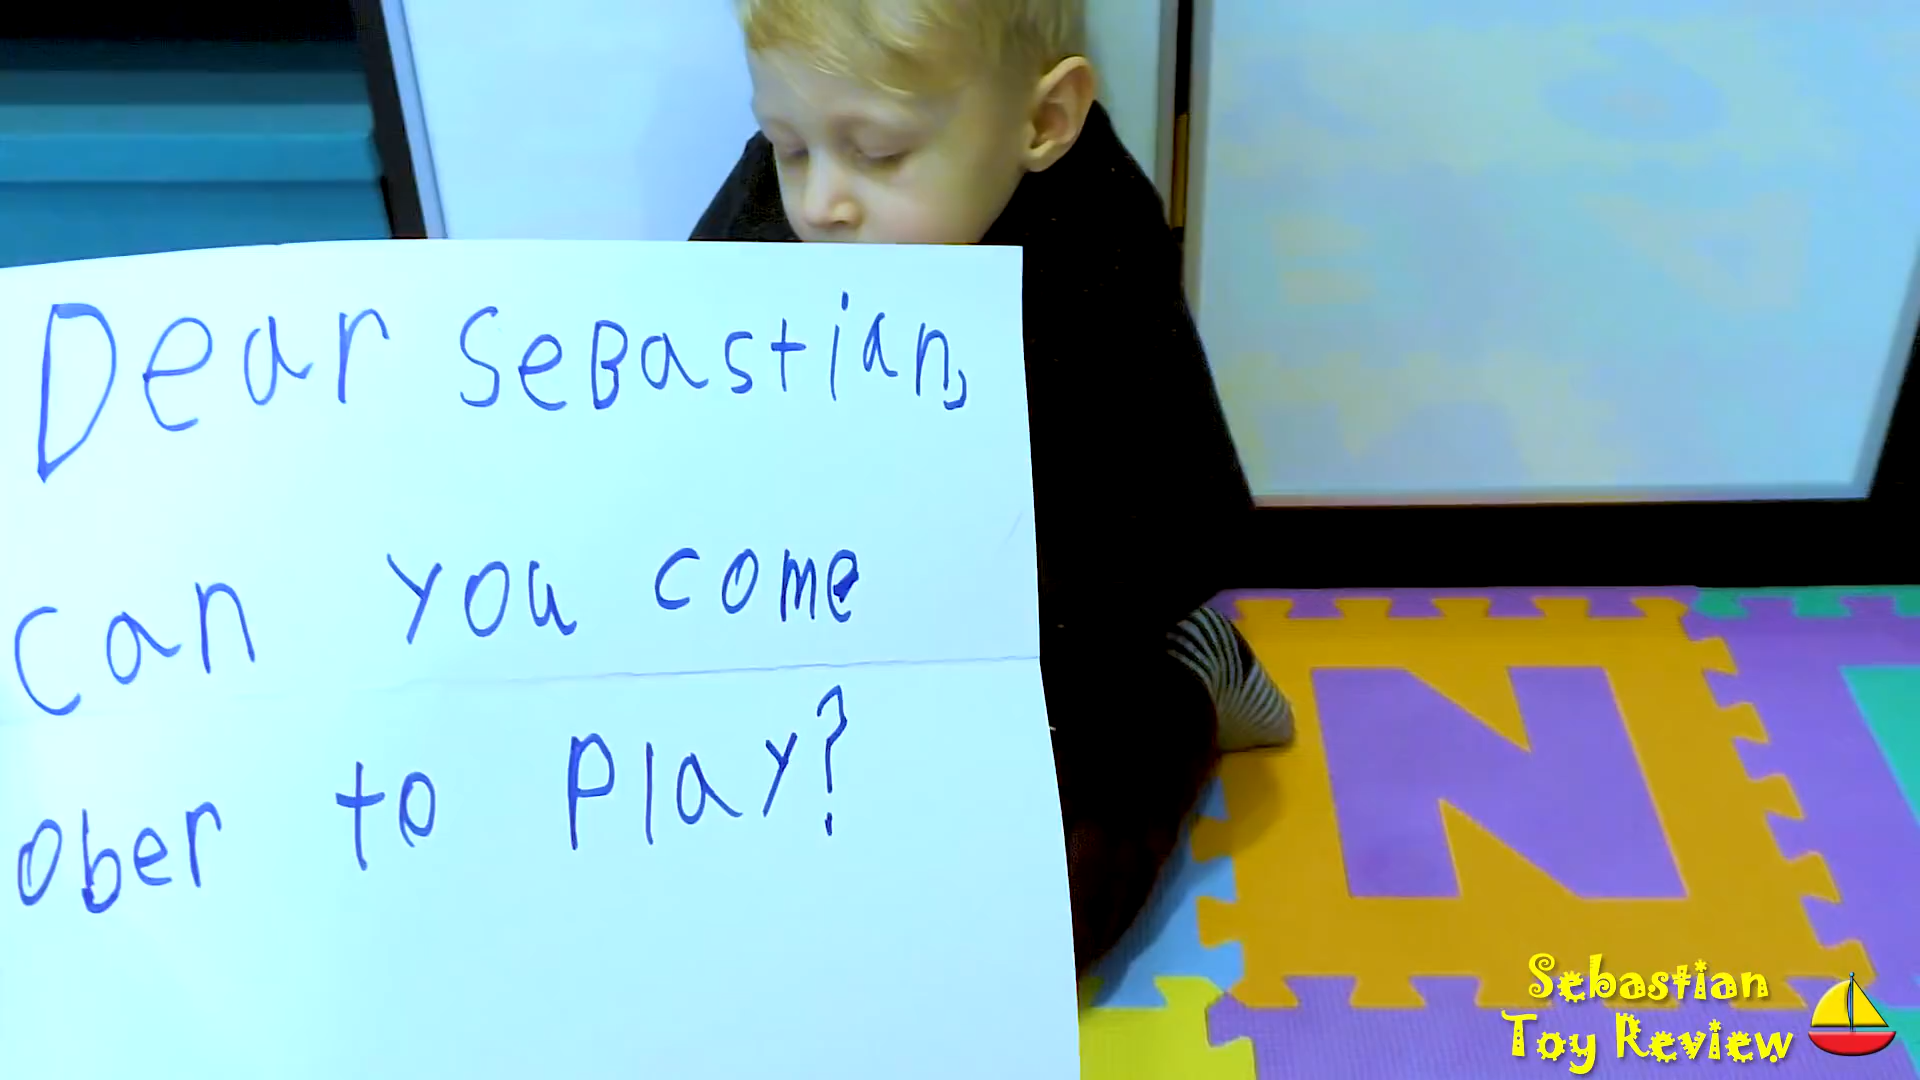 Dear SeBastian,
can you come
ober to Play?
N
Sebastian
Toy Review